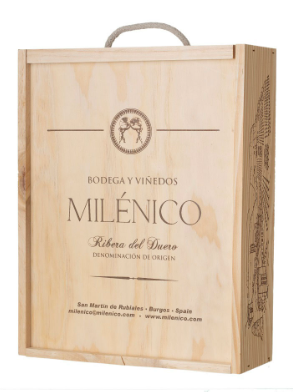 BODEGA Y VIÑEDOS
MILÉNICO
Ribera del Duero
DENOMINACIÓN DE ORIGEN
San Martín de Rubiales - Burgos - Spain
milenico@milenico.com - www.milenico.com